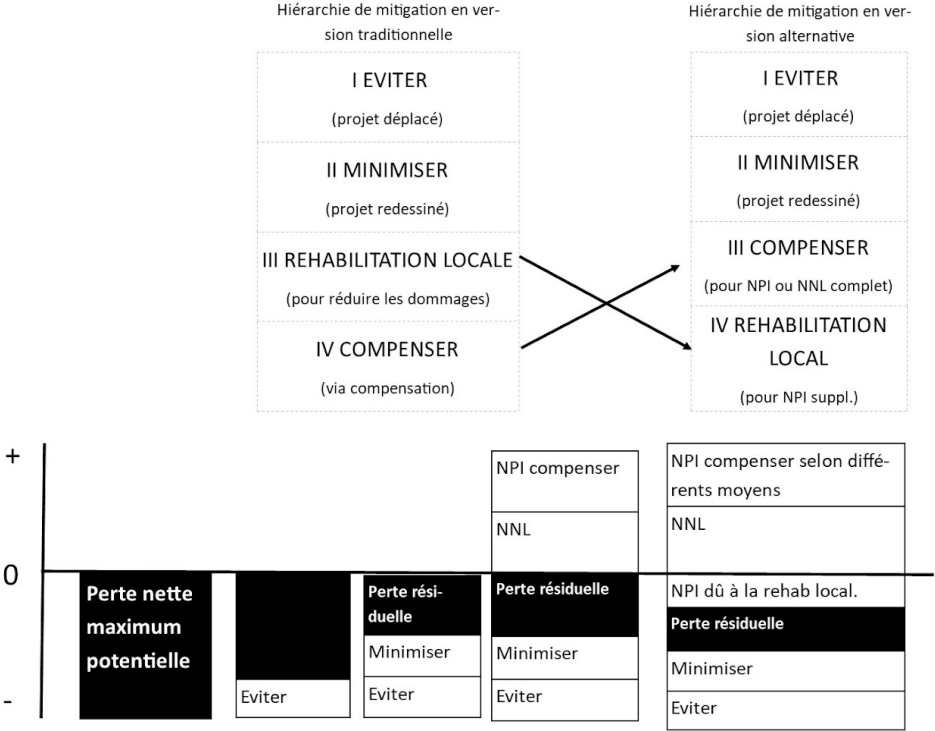 Hiérarchie de mitigation en ver-
sion traditionnelle
I EVITER
(projet déplacé)
II MINIMISER
(projet redessiné)
III REHABILITATION LOCALE
(pour réduire les dommages)
IV COMPENSER
(via compensation)
Hiérarchie de mitigation en ver-
sion alternative
I EVITER
(projet déplacé)
II MINIMISER
(projet redessiné)
III COMPENSER
(pour NPI ou NNL complet)
IV REHABILITATION
LOCAL
(pour NPI suppl.)
+
0
-
Perte nette
maximum
potentielle
Eviter
Perte rési-
duelle
Minimiser
Eviter
NPI compenser
NNL
Perte résiduelle
Minimiser
Eviter
NPI compenser selon diffé-
rents moyens
NNL
NPI dû à la rehab local.
Perte résiduelle
Minimiser
Eviter